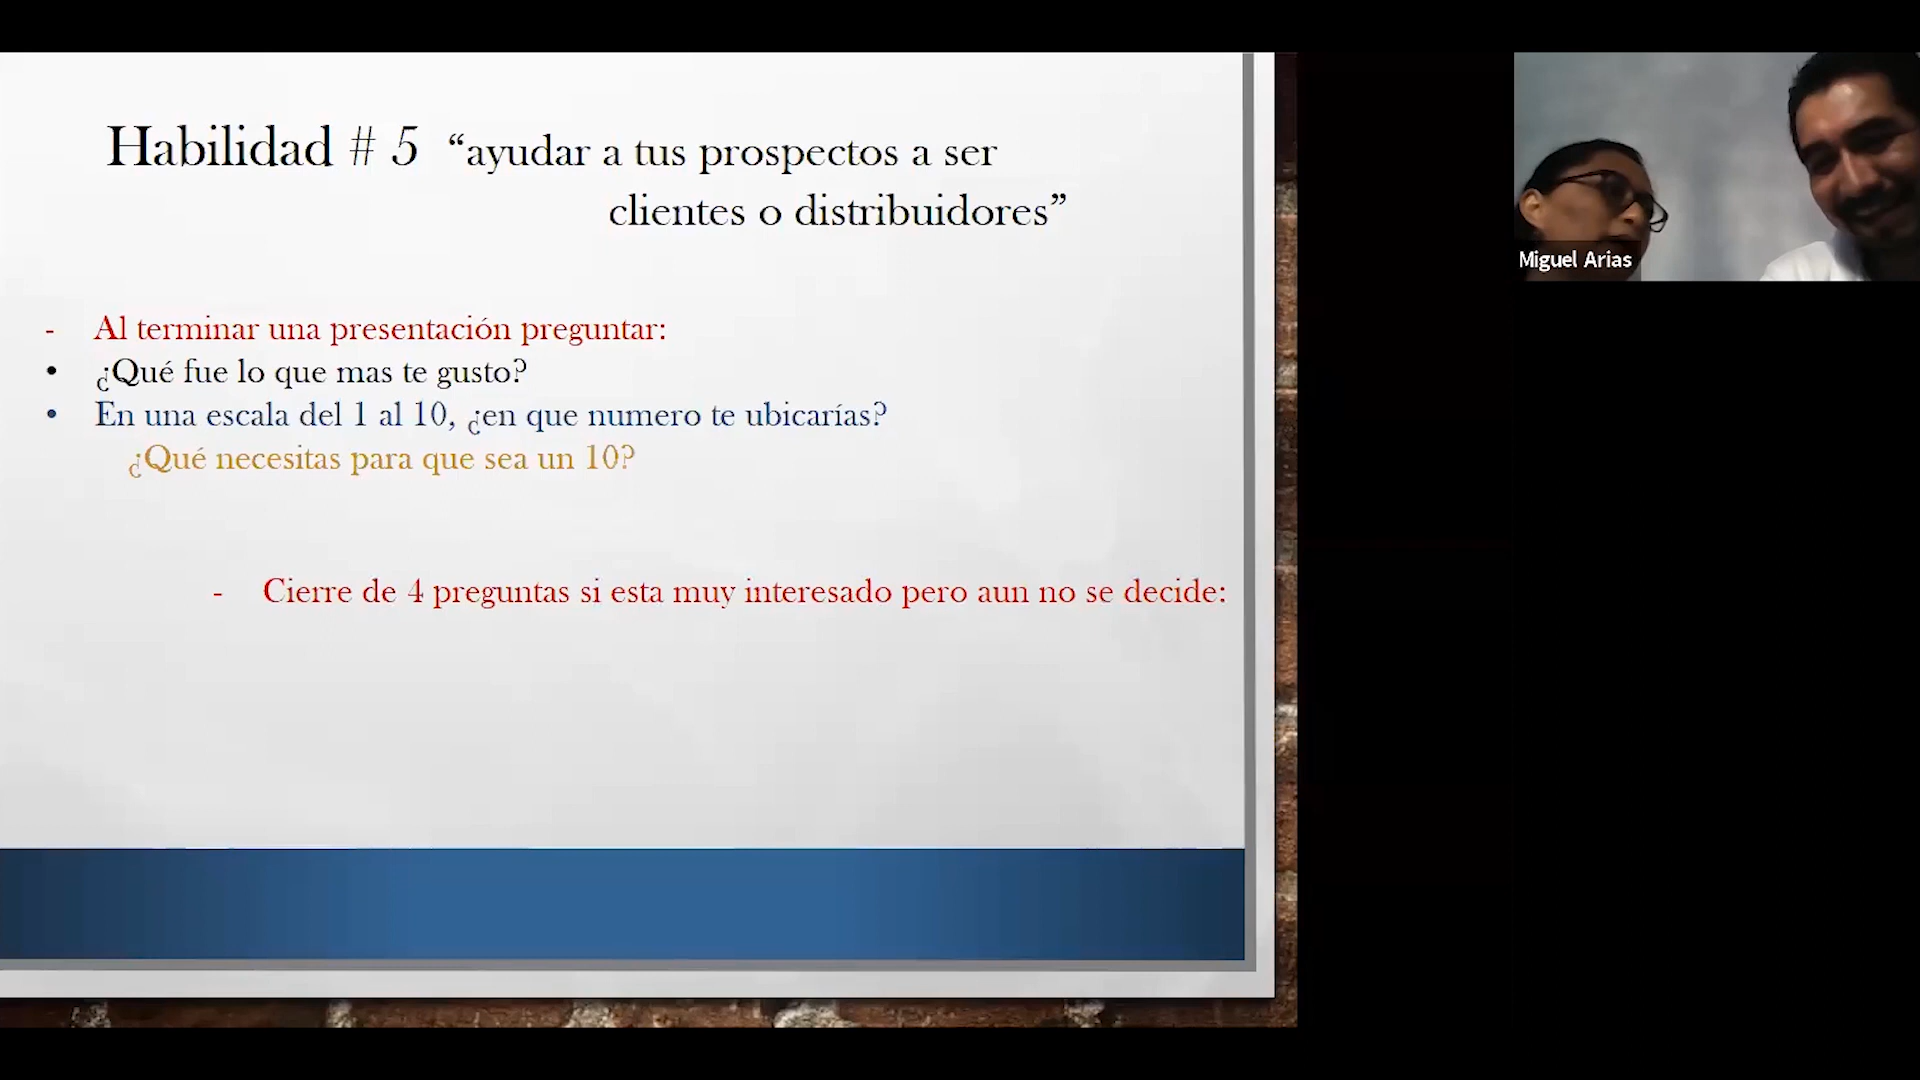 Habilidad # 5 “ayudar a tus prospectos a ser
clientes o distribuidores”
- Al terminar una presentación preguntar:
• ¿Qué fue lo que mas te gusto?
• En una escala del 1 al 10, ¿en que numero te ubicarías?
¿Qué necesitas para que sea un 10?
- Cierre de 4 preguntas si esta muy interesado pero aun no se decide:
Miguel Arias